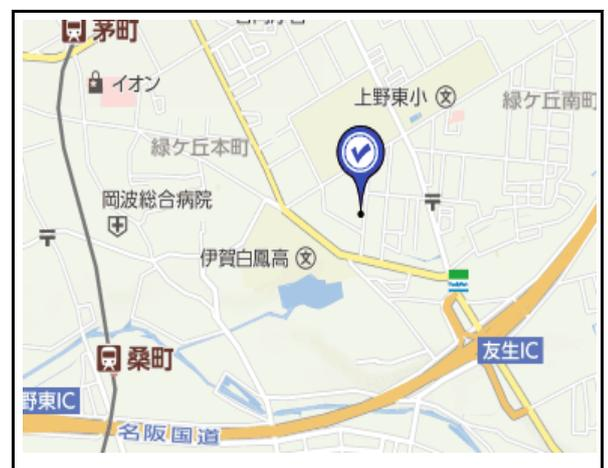 茅町
イオン
上野東小
緑ケ丘南町
緑ケ丘本町
岡波総合病院
伊賀白鳳高
友生IC
桑町
野東IC
名阪国道